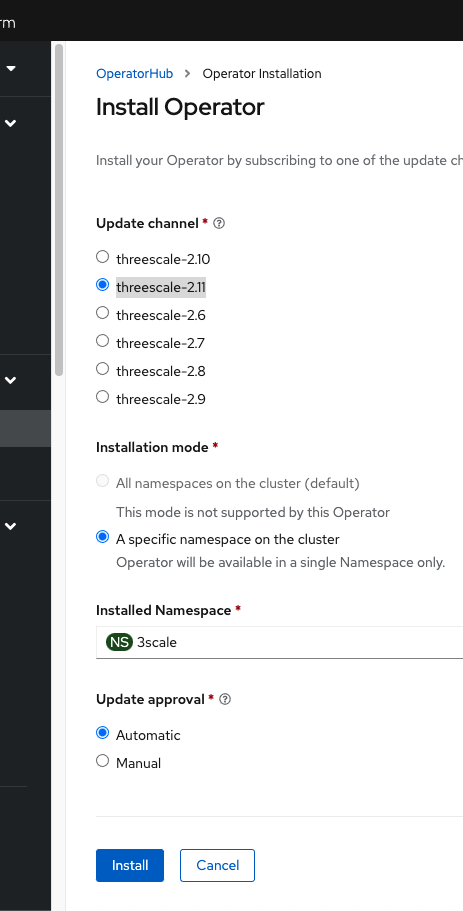 rm
OperatorHub > Operator Installation
Install Operator
Install your Operator by subscribing to one of the update ch
Update channel *
threescale-2.10
threescale-2.11
threescale-2.6
threescale-2.7
threescale-2.8
threescale-2.9
Installation mode *
All namespaces on the cluster (default)
This mode is not supported by this Operator
A specific namespace on the cluster
Operator will be available in a single Namespace only.
Installed Namespace *
NS 3scale
Update approval *
Automatic
Manual
Install Cancel